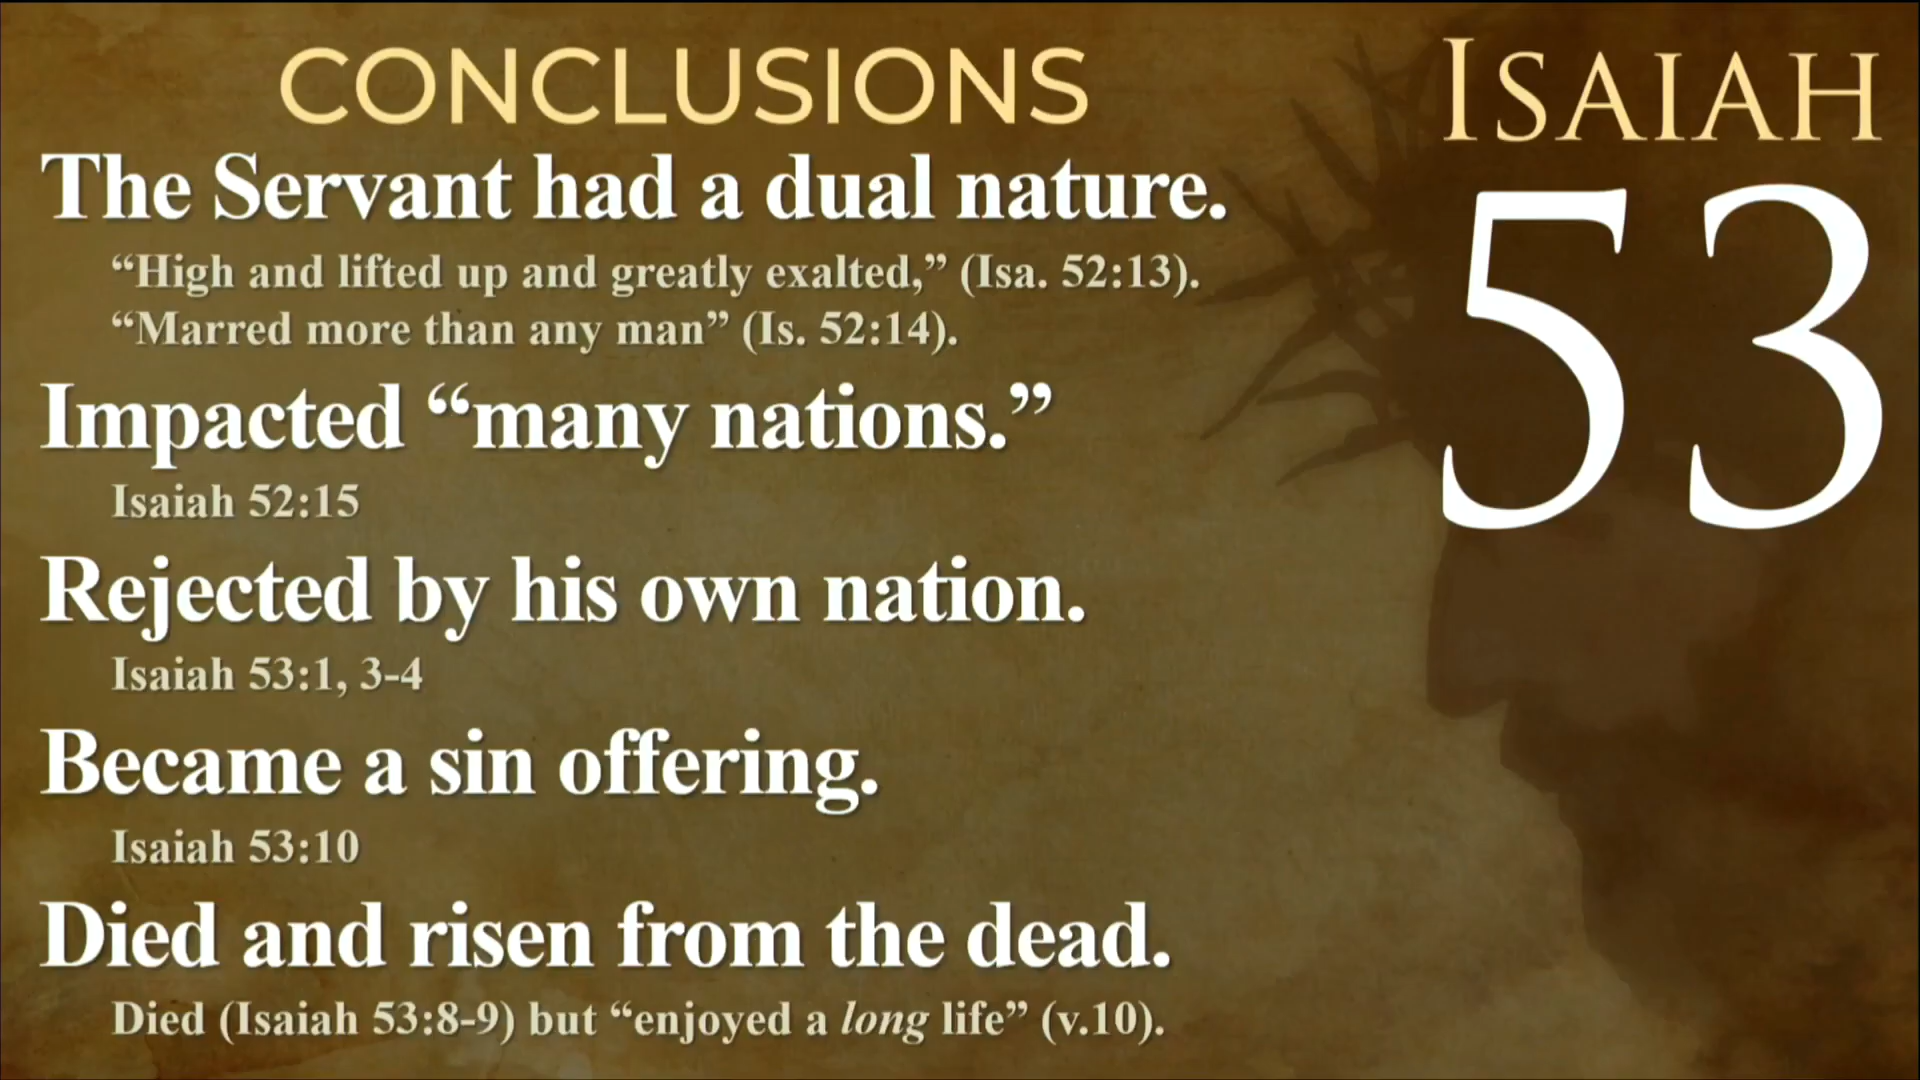 CONCLUSIONS
The Servant had a dual nature.
“High and lifted up and greatly exalted,” (Isa. 52:13).
“Marred more than any man” (Is. 52:14).
Impacted “many nations.”
Isaiah 52:15
Rejected by his own nation.
Isaiah 53:1, 3-4
Became a sin offering.
Isaiah 53:10
Died and risen from the dead.
Died (Isaiah 53:8-9) but “enjoyed a long life” (v.10).
ISAIAH
53